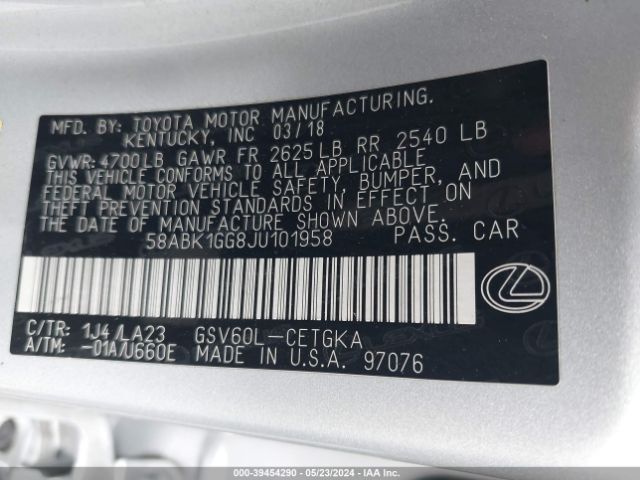 MFD. BY: TOYOTA MOTOR MANUFACTURING.
KENTUCKY, INC 03/18
GVWR: 4700LB GAWR FR 2625LB RR 2540 LB
THIS VEHICLE CONFORMS TO ALL APPLICABLE
FEDERAL MOTOR VEHICLE SAFETY, BUMPER, AND
THEFT PREVENTION STANDARDS IN EFFECT ON
THE DATE OF MANUFACTURE SHOWN ABOVE.
58ABK1GG8JU101958 PASS. CAR
C/TR: 1J4/LA23 GSV60L-CETGKA
A/TM: -01A/U660E MADE IN U.S.A. 97076
000-39454290 - 05/23/2024 - IAA Inc.